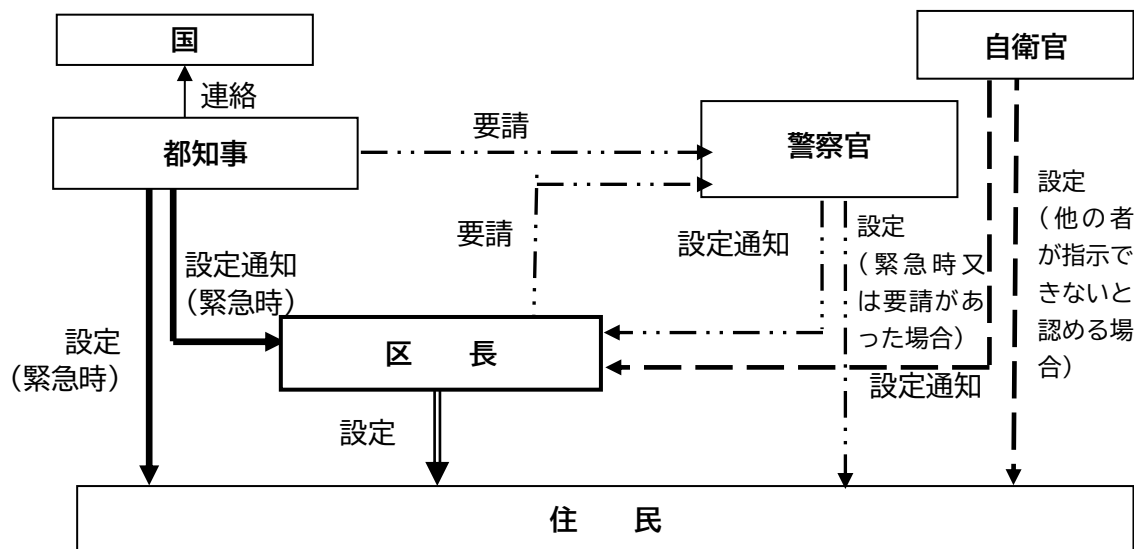 国
自衛官
連絡
都知事
要請
警察官
要請
設定通知
設定
（緊急時又
は要請があ
った場合）
設定
（他の者
が指示で
きないと
認める場
合）
設定通知
（緊急時）
設定
（緊急時）
区　　長
設定通知
設定
住　　民